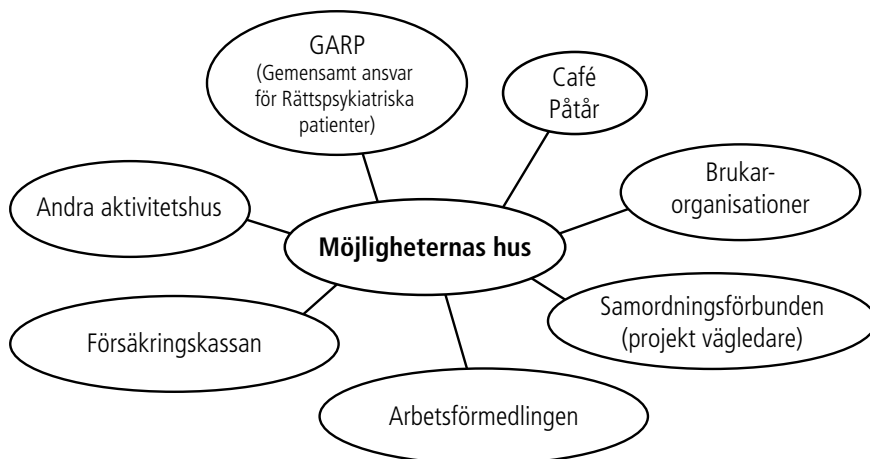 GARP
(Gemensamt ansvar
för Rättspsykiatriska
patienter)
Café
Påtår
Andra aktivitetshus
Brukar-
organisationer
Möjligheternas hus
Försäkringskassan
Samordningsförbunden
(projekt vägledare)
Arbetsförmedlingen